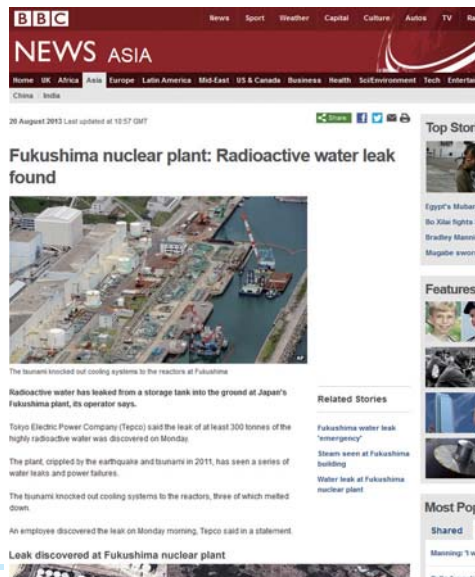 BBC
News Sport Weather Capital Culture Autos TV
NEWS ASIA
Home UK Africa Asia Europe Latin America Mid-East US & Canada Business Health Sci/Environment Tech
China India
20 August 2013 Last updated at 10:57 GMT
Share
Fukushima nuclear plant: Radioactive water leak
found
AP
The tsunami knocked out cooling systems to the reactors at Fukushima
Radioactive water has leaked from a storage tank into the ground at Japan's
Fukushima plant, its operator says.
Tokyo Electric Power Company (Tepco) said the leak of at least 300 tonnes of the
highly radioactive water was discovered on Monday.
The plant, crippled by the earthquake and tsunami in 2011, has seen a series of
water leaks and power failures.
The tsunami knocked out cooling systems to the reactors, three of which melted
down.
An employee discovered the leak on Monday morning, Tepco said in a statement.
Leak discovered at Fukushima nuclear plant
Related Stories
Fukushima water leak
'emergency'
Steam seen at Fukushima
building
Water leak at Fukushima
nuclear plant
Top Stor
Egypt's Mubar
Bo Xilai fights
Bradley Manni
Mugabe swor
Features
Most Pop
Shared
Manning: 'I w